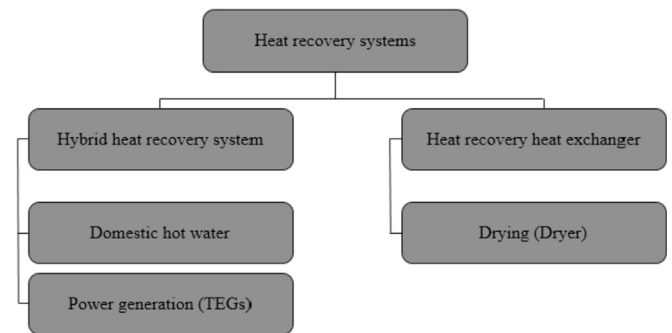 Heat recovery systems
Hybrid heat recovery system
Heat recovery heat exchanger
Domestic hot water
Drying (Dryer)
Power generation (TEGs)